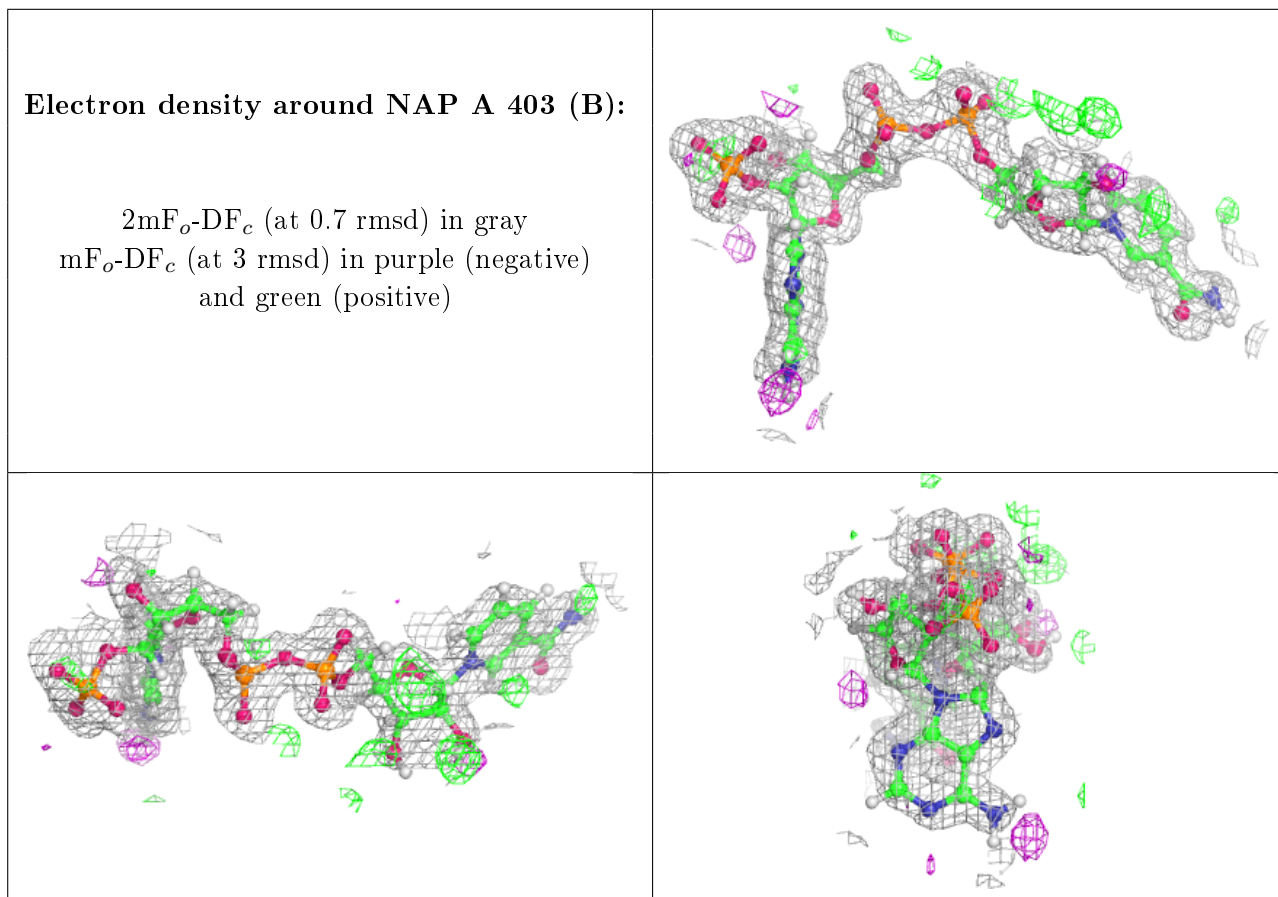 Electron density around NAP A 403 (B):
2mFo-DFc (at 0.7 rmsd) in gray
mFo-DFc (at 3 rmsd) in purple (negative)
and green (positive)